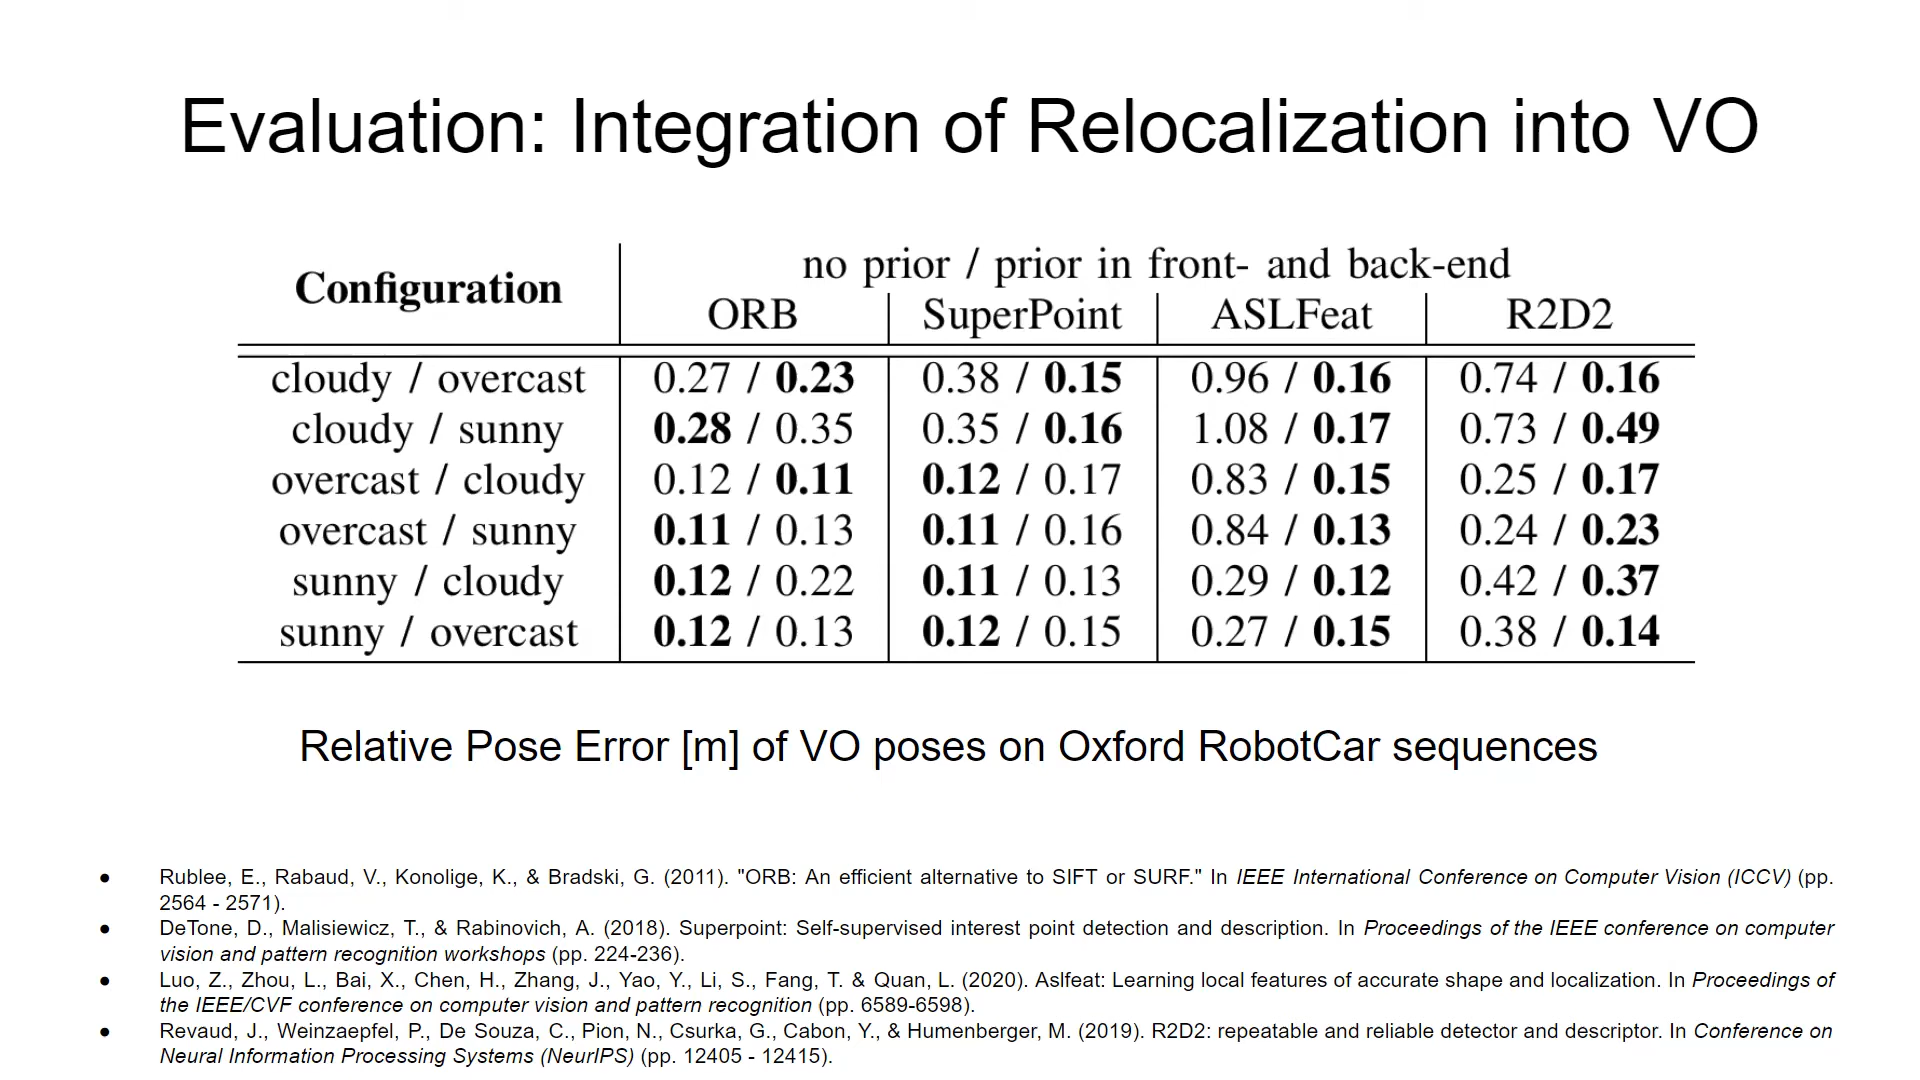 Evaluation: Integration of Relocalization into VO
Configuration
no prior / prior in front- and back-end
ORB SuperPoint ASLFeat R2D2
cloudy / overcast 0.27 / 0.23 0.38 / 0.15 0.96 / 0.16 0.74 / 0.16
cloudy / sunny 0.28 / 0.35 0.35 / 0.16 1.08 / 0.17 0.73 / 0.49
overcast / cloudy 0.12 / 0.11 0.12 / 0.17 0.83 / 0.15 0.25 / 0.17
overcast / sunny 0.11 / 0.13 0.11 / 0.16 0.84 / 0.13 0.24 / 0.23
sunny / cloudy 0.12 / 0.22 0.11 / 0.13 0.29 / 0.12 0.42 / 0.37
sunny / overcast 0.12 / 0.13 0.12 / 0.15 0.27 / 0.15 0.38 / 0.14
Relative Pose Error [m] of VO poses on Oxford RobotCar sequences
● Rublee, E., Rabaud, V., Konolige, K., & Bradski, G. (2011). "ORB: An efficient alternative to SIFT or SURF." In IEEE International Conference on Computer Vision (ICCV) (pp.
2564 - 2571).
● DeTone, D., Malisiewicz, T., & Rabinovich, A. (2018). Superpoint: Self-supervised interest point detection and description. In Proceedings of the IEEE conference on computer
vision and pattern recognition workshops (pp. 224-236).
● Luo, Z., Zhou, L., Bai, X., Chen, H., Zhang, J., Yao, Y., Li, S., Fang, T. & Quan, L. (2020). Aslfeat: Learning local features of accurate shape and localization. In Proceedings of
the IEEE/CVF conference on computer vision and pattern recognition (pp. 6589-6598).
● Revaud, J., Weinzaepfel, P., De Souza, C., Pion, N., Csurka, G., Cabon, Y., & Humenberger, M. (2019). R2D2: repeatable and reliable detector and descriptor. In Conference on
Neural Information Processing Systems (NeurIPS) (pp. 12405 - 12415).